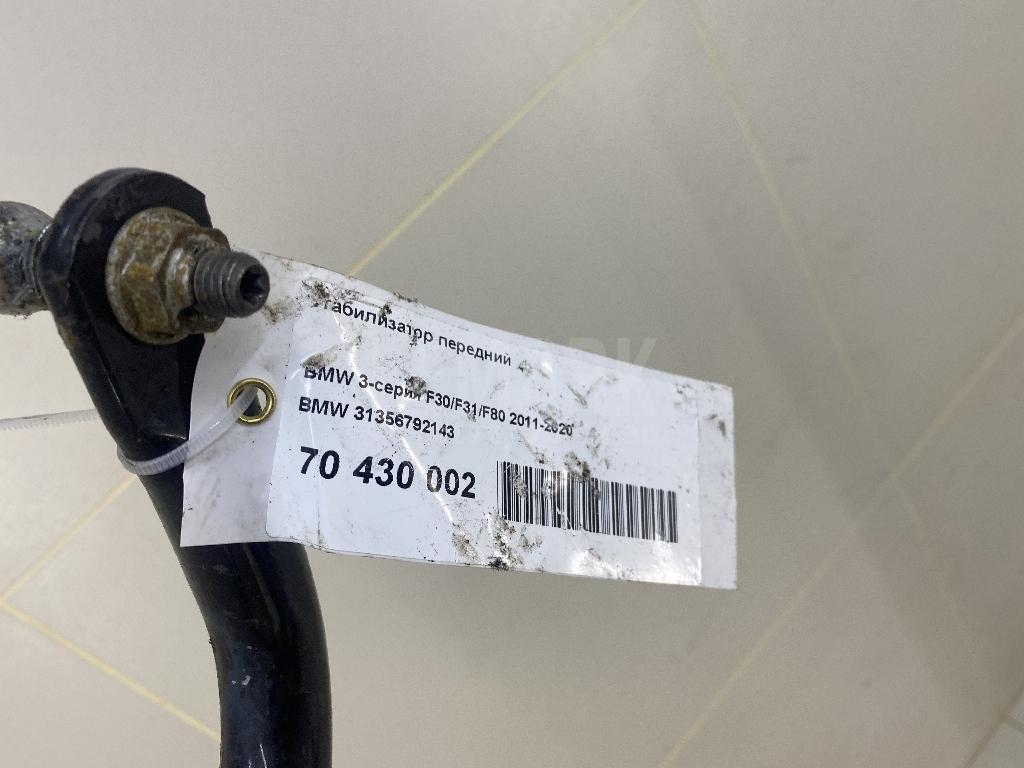 табилизатор передний
BMW 3-серия F30/F31/F80 2011-2020
BMW 31356792143
70 430 002